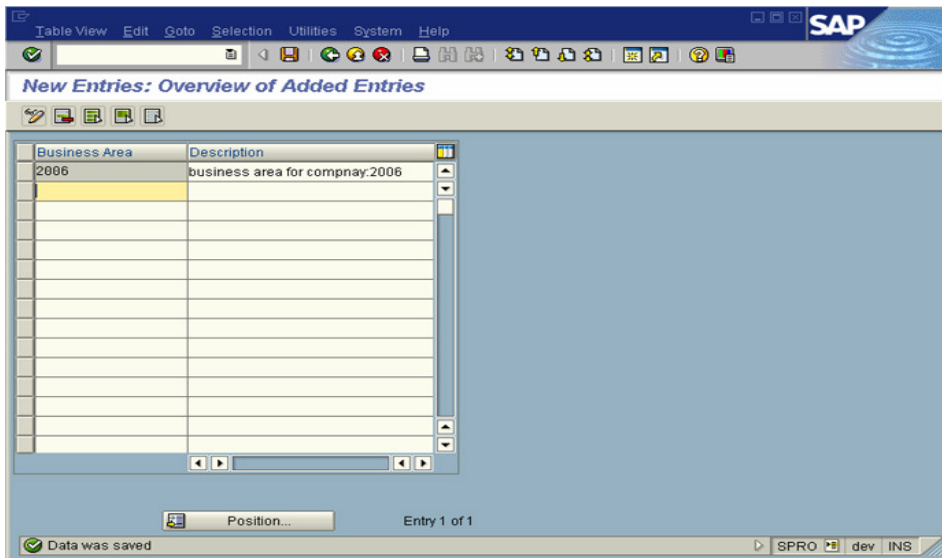 Table View Edit Goto Selection Utilities System Help
SAP
New Entries: Overview of Added Entries
Business Area Description
2006 business area for compnay:2006
Position... Entry 1 of 1
Data was saved SPRO dev INS